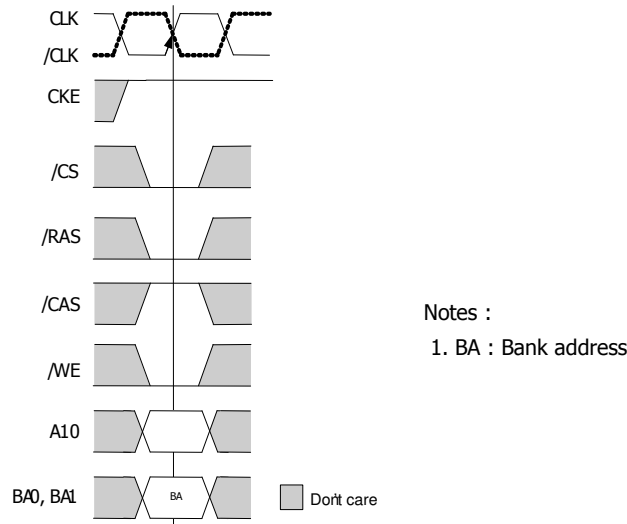 CLK
/CLK
CKE
/CS
/RAS
/CAS
/WE
A10
BA0, BA1
BA
Don't care
Notes :
1. BA : Bank address